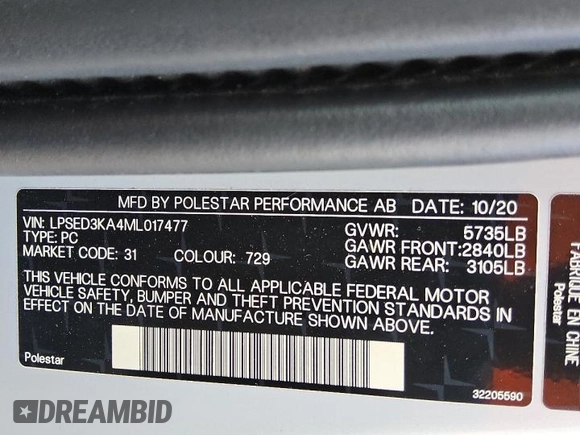 MFD BY POLESTAR PERFORMANCE AB DATE: 10/20
VIN: LPSED3KA4ML017477
TYPE: PC
MARKET CODE: 31 COLOUR: 729
GVWR: 5735LB
GAWR FRONT: 2840LB
GAWR REAR: 3105LB
THIS VEHICLE CONFORMS TO ALL APPLICABLE FEDERAL MOTOR
VEHICLE SAFETY, BUMPER AND THEFT PREVENTION STANDARDS IN
EFFECT ON THE DATE OF MANUFACTURE SHOWN ABOVE.
Polestar
32205590
FABRIQUE EN CHINE
Polestar
DREAMBID